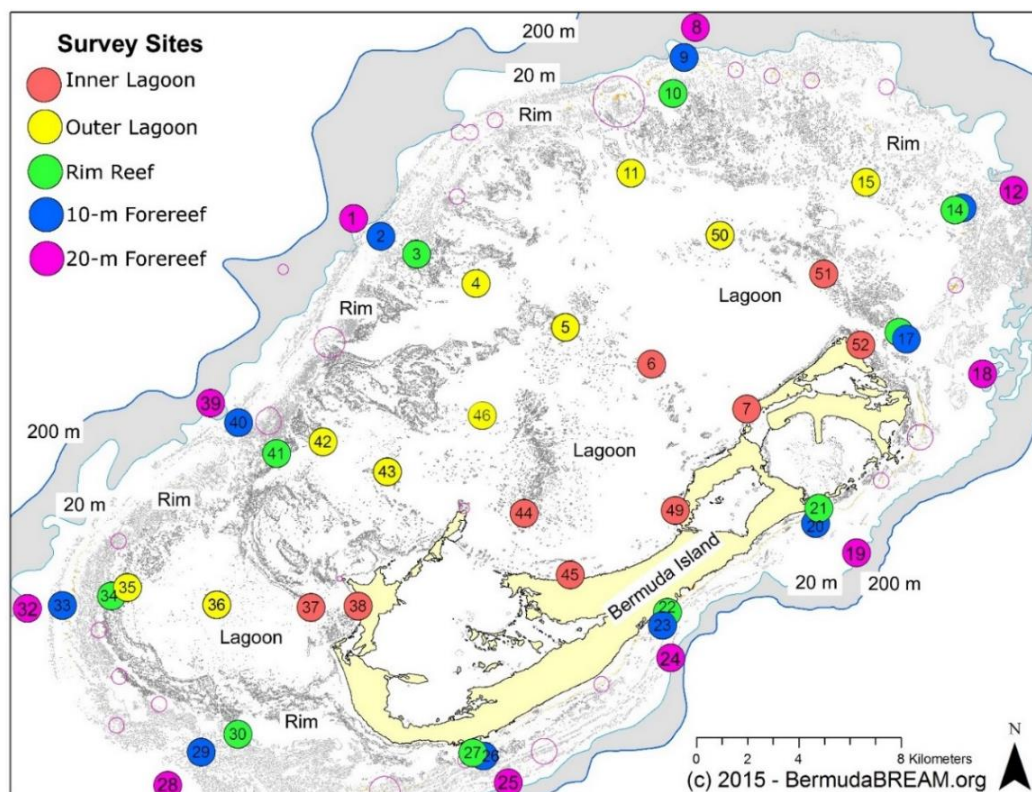 Survey Sites
Inner Lagoon
Outer Lagoon
Rim Reef
10-m Forereef
20-m Forereef
200 m
8
9
20 m
10
Rim
Rim
11
15
12
14
1
2
3
50
4
51
Lagoon
Rim
5
17
52
6
18
39
7
40
46
200 m
42
41
Lagoon
43
Rim
20 m
44
49
21
20
19
Bermuda Island
45
20 m
200 m
35
34
32
33
36
37
38
22
23
Lagoon
24
Rim
30
29
27
26
28
25
N
0 2 4 8 Kilometers
(c) 2015 - BermudaBREAM.org